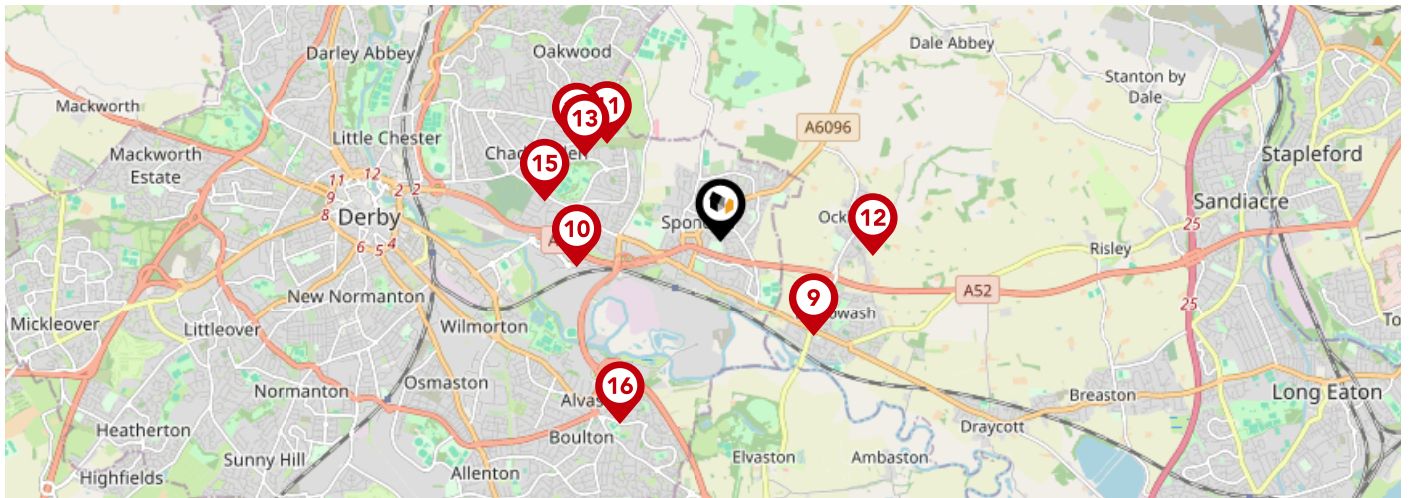 Darley Abbey
Oakwood
Dale Abbey
Stanton by
Dale
Mackworth
13
A6096
Little Chester
Mackworth
Estate
15
Stapleford
11
12
2
2
9
8
Derby
6
5
4
10
12
Sandiacre
25
Risley
A52
9
New Normanton
Wilmorton
25
Mickleover
Littleover
Osmaston
16
Normanton
Breaston
Long Eaton
Heatherton
Boulton
Draycott
Sunny Hill
Allenton
Elvaston
Ambaston
Highfields